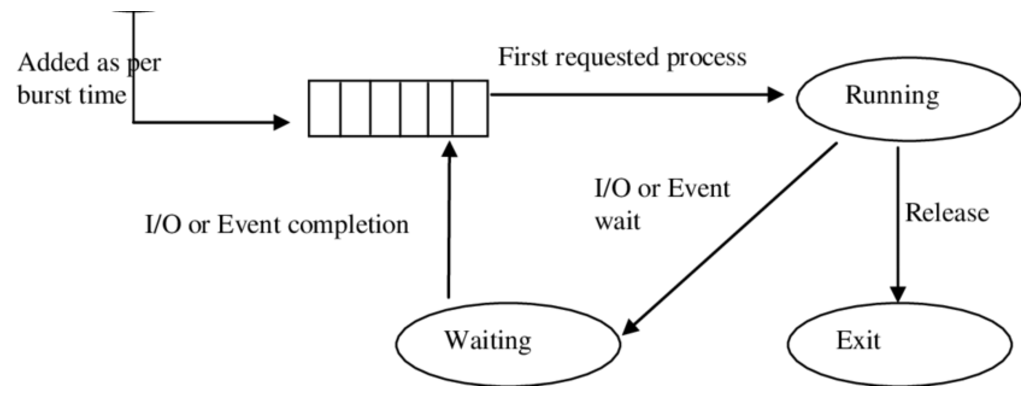 Added as per
burst time
First requested process
Running
I/O or Event
wait
Release
I/O or Event completion
Waiting
Exit